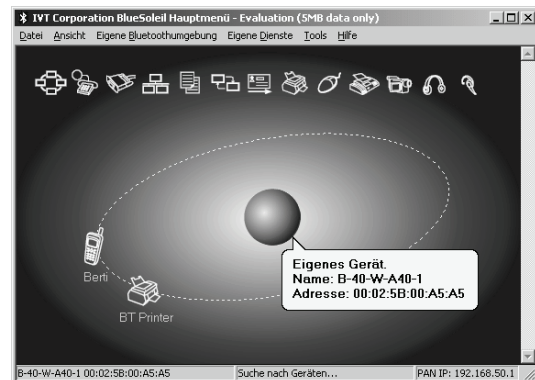 IVT Corporation BlueSoleil Hauptmenü - Evaluation (5MB data only)
Datei Ansicht Eigene Bluetoothumgebung Eigene Dienste Tools Hilfe
Eigenes Gerät.
Name: B-40-W-A40-1
Adresse: 00:02:5B:00:A5:A5
Berti
BT Printer
B-40-W-A40-1 00:02:5B:00:A5:A5 Suche nach Geräten... PAN IP: 192.168.50.1